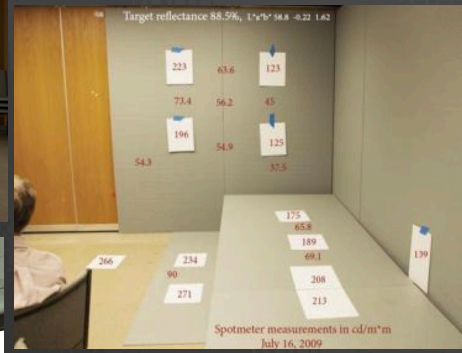 Target reflectance 88.5%, L*a*b* 58.8 -0.22 1.62
223 63.6 123
73.4 56.2 45
196 54.9 125
54.3 37.5
175
65.8
189
69.1
266 234 139
90 208
271 213
Spotmeter measurements in cd/m*m
July 16, 2009